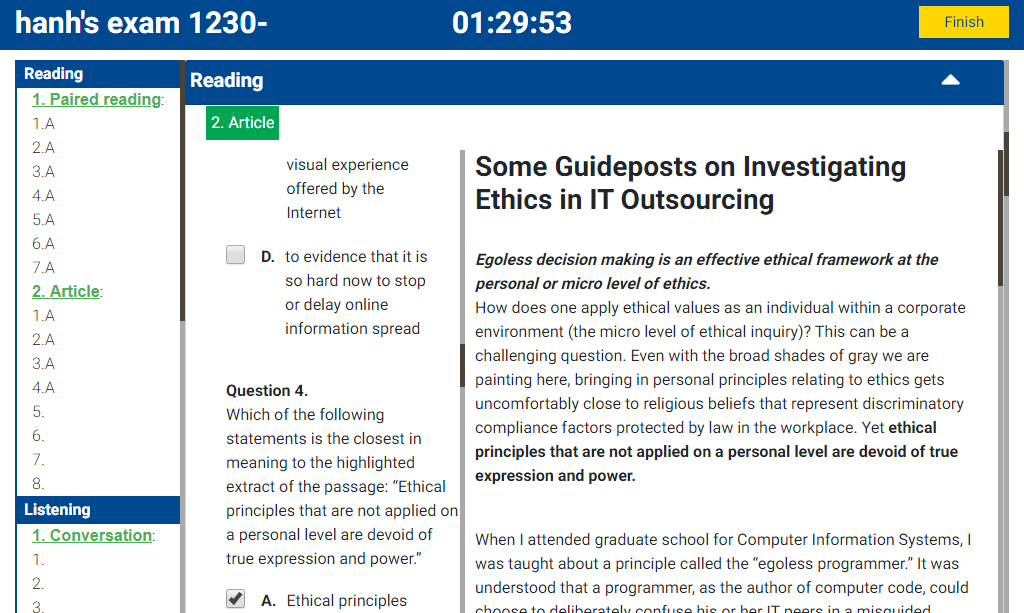 hanh's exam 1230-
01:29:53
Finish
Reading
1. Paired reading:
1.A
2.A
3.A
4.A
5.A
6.A
7.A
2. Article:
1.A
2.A
3.A
4.A
5.
6.
7.
8.
Listening
1. Conversation:
1.
2.
3.
Reading
2. Article
visual experience
offered by the
Internet
D. to evidence that it is
so hard now to stop
or delay online
information spread
Question 4.
Which of the following
statements is the closest in
meaning to the highlighted
extract of the passage: “Ethical
principles that are not applied on
a personal level are devoid of
true expression and power.”
A. Ethical principles
Some Guideposts on Investigating
Ethics in IT Outsourcing
Egoless decision making is an effective ethical framework at the
personal or micro level of ethics.
How does one apply ethical values as an individual within a corporate
environment (the micro level of ethical inquiry)? This can be a
challenging question. Even with the broad shades of gray we are
painting here, bringing in personal principles relating to ethics gets
uncomfortably close to religious beliefs that represent discriminatory
compliance factors protected by law in the workplace. Yet ethical
principles that are not applied on a personal level are devoid of true
expression and power.
When I attended graduate school for Computer Information Systems, I
was taught about a principle called the “egoless programmer.” It was
understood that a programmer, as the author of computer code, could
choose to deliberately confuse his or her IT peers in a misguided